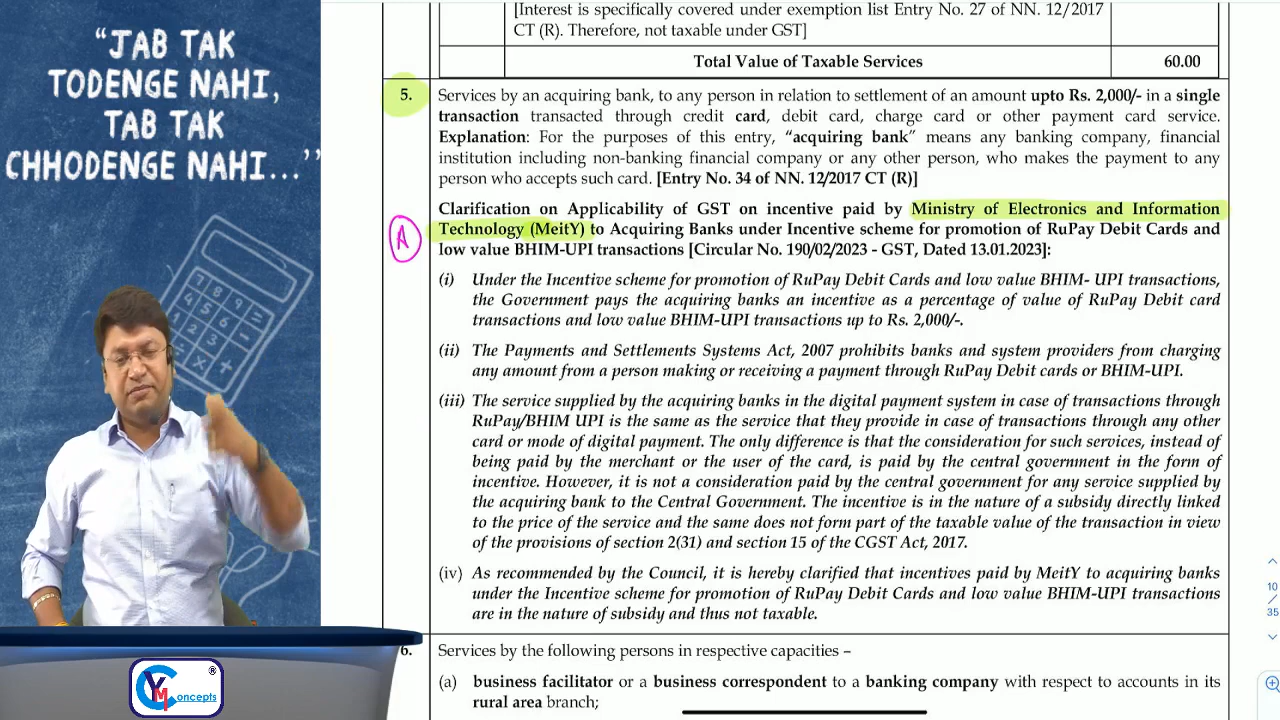 “JAB TAK
TODENGE NAHI,
TAB TAK
CHHODENGE NAHI...’’
[Interest is specifically covered under exemption list Entry No. 27 of NN. 12/2017
CT (R). Therefore, not taxable under GST]
Total Value of Taxable Services 60.00
5. Services by an acquiring bank, to any person in relation to settlement of an amount upto Rs. 2,000/- in a single
transaction transacted through credit card, debit card, charge card or other payment card service.
Explanation: For the purposes of this entry, “acquiring bank” means any banking company, financial
institution including non-banking financial company or any other person, who makes the payment to any
person who accepts such card. [Entry No. 34 of NN. 12/2017 CT (R)]
Clarification on Applicability of GST on incentive paid by Ministry of Electronics and Information
A Technology (MeitY) to Acquiring Banks under Incentive scheme for promotion of RuPay Debit Cards and
low value BHIM-UPI transactions [Circular No. 190/02/2023 - GST, Dated 13.01.2023]:
(i) Under the Incentive scheme for promotion of RuPay Debit Cards and low value BHIM- UPI transactions,
the Government pays the acquiring banks an incentive as a percentage of value of RuPay Debit card
transactions and low value BHIM-UPI transactions up to Rs. 2,000/-.
(ii) The Payments and Settlements Systems Act, 2007 prohibits banks and system providers from charging
any amount from a person making or receiving a payment through RuPay Debit cards or BHIM-UPI.
(iii) The service supplied by the acquiring banks in the digital payment system in case of transactions through
RuPay/BHIM UPI is the same as the service that they provide in case of transactions through any other
card or mode of digital payment. The only difference is that the consideration for such services, instead of
being paid by the merchant or the user of the card, is paid by the central government in the form of
incentive. However, it is not a consideration paid by the central government for any service supplied by
the acquiring bank to the Central Government. The incentive is in the nature of a subsidy directly linked
to the price of the service and the same does not form part of the taxable value of the transaction in view
of the provisions of section 2(31) and section 15 of the CGST Act, 2017.
(iv) As recommended by the Council, it is hereby clarified that incentives paid by MeitY to acquiring banks
under the Incentive scheme for promotion of RuPay Debit Cards and low value BHIM-UPI transactions
are in the nature of subsidy and thus not taxable.
6. Services by the following persons in respective capacities –
(a) business facilitator or a business correspondent to a banking company with respect to accounts in its
rural area branch;
10
/
35
YM Concepts ®